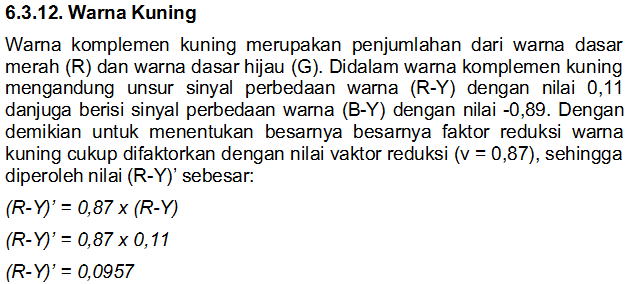 6.3.12. Warna Kuning
Warna komplemen kuning merupakan penjumlahan dari warna dasar
merah (R) dan warna dasar hijau (G). Didalam warna komplemen kuning
mengandung unsur sinyal perbedaan warna (R-Y) dengan nilai 0,11
danjuga berisi sinyal perbedaan warna (B-Y) dengan nilai -0,89. Dengan
demikian untuk menentukan besarnya besarnya faktor reduksi warna
kuning cukup difaktorkan dengan nilai vaktor reduksi (v = 0,87), sehingga
diperoleh nilai (R-Y)’ sebesar:
(R-Y)’ = 0,87 x (R-Y)
(R-Y)’ = 0,87 x 0,11
(R-Y)’ = 0,0957